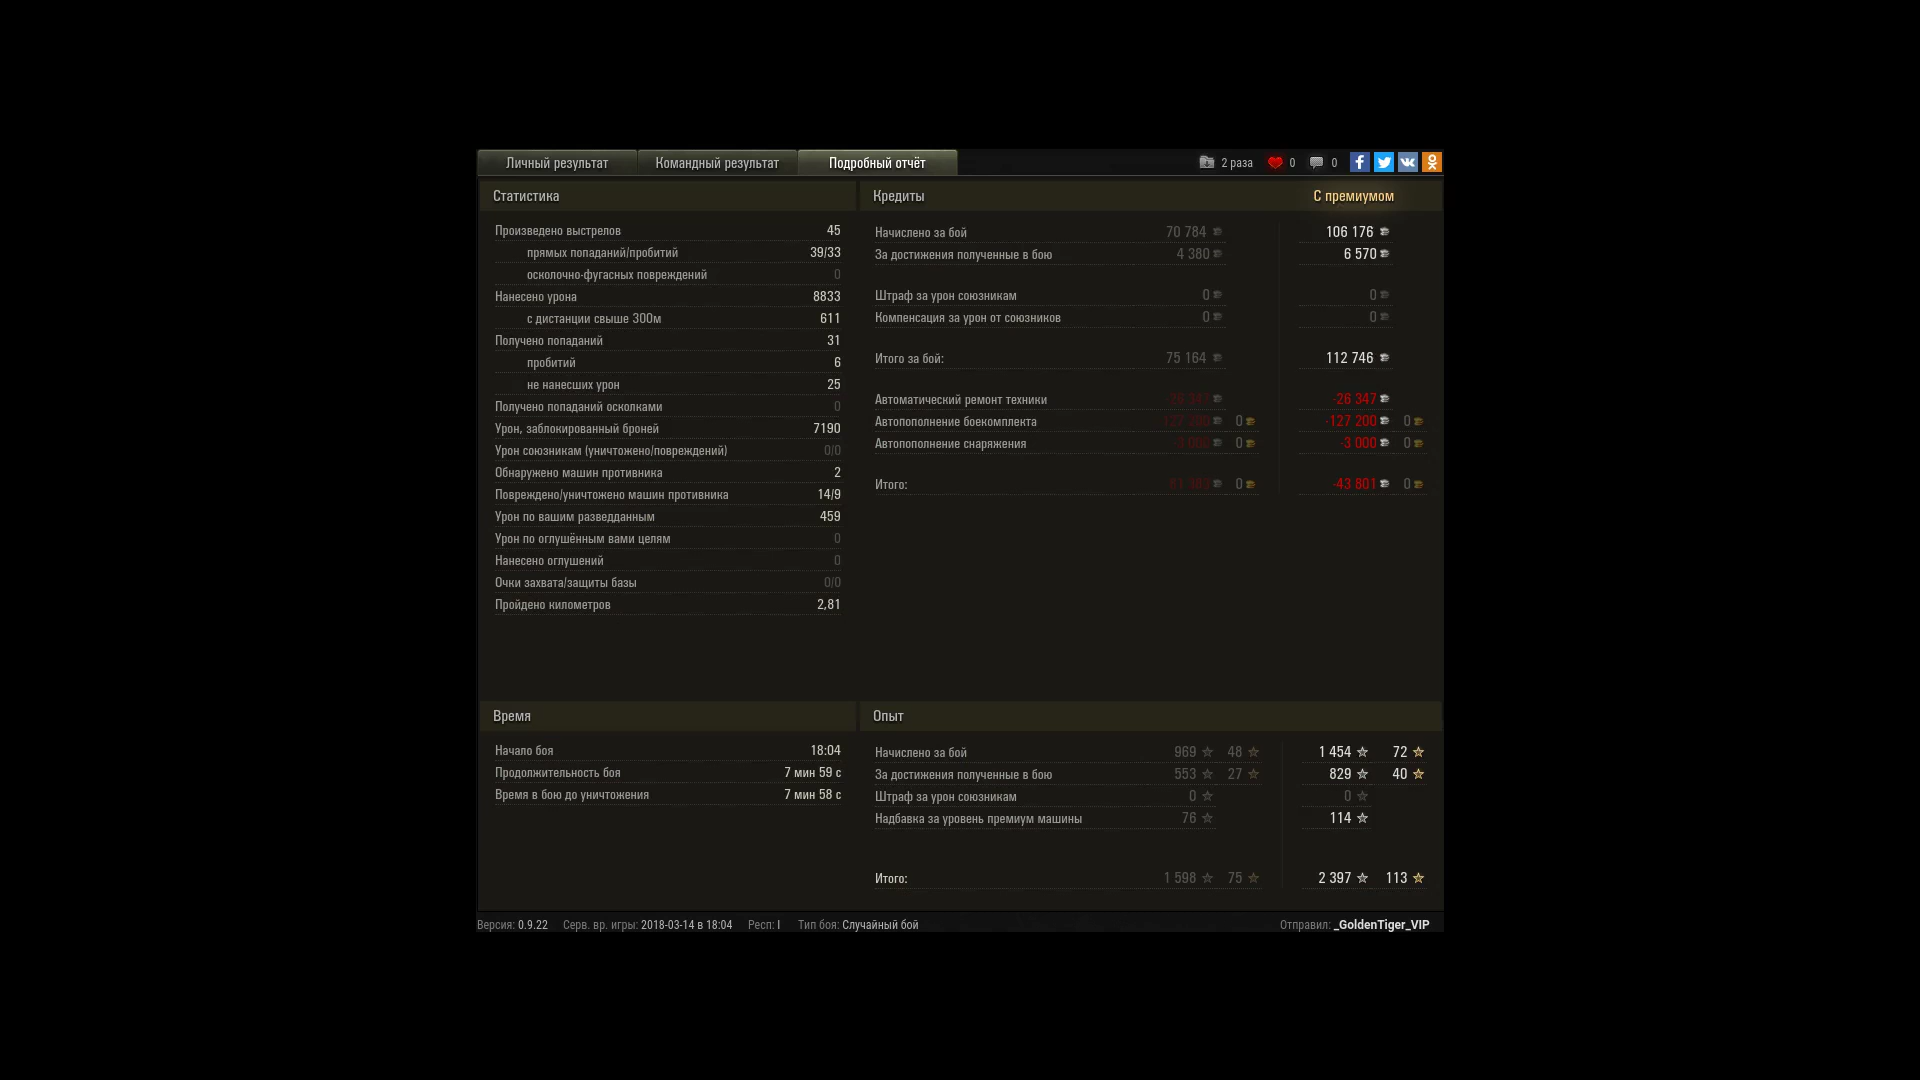 Личный результат Командный результат Подробный отчёт 2 раза 0 0
Статистика
Произведено выстрелов 45
прямых попаданий/пробитий 39/33
осколочно-фугасных повреждений 0
Нанесено урона 8833
с дистанции свыше 300м 611
Получено попаданий 31
пробитий 6
не нанесших урон 25
Получено попаданий осколками 0
Урон, заблокированный броней 7190
Урон союзникам (уничтожено/повреждений) 0/0
Обнаружено машин противника 2
Повреждено/уничтожено машин противника 14/9
Урон по вашим разведданным 459
Урон по оглушённым вами целям 0
Нанесено оглушений 0
Очки захвата/защиты базы 0/0
Пройдено километров 2,81
Кредиты С премиумом
Начислено за бой 70 784 106 176
За достижения полученные в бою 4 380 6 570
Штраф за урон союзникам 0 0
Компенсация за урон от союзников 0 0
Итого за бой: 75 164 112 746
Автоматический ремонт техники -26 347 -26 347
Автопополнение боекомплекта -127 200 0 -127 200 0
Автопополнение снаряжения -3 000 0 -3 000 0
Итого: 0 -43 801 0
Время
Начало боя 18:04
Продолжительность боя 7 мин 59 с
Время в бою до уничтожения 7 мин 58 с
Опыт
Начислено за бой 969 48 1 454 72
За достижения полученные в бою 553 27 829 40
Штраф за урон союзникам 0 0
Надбавка за уровень премиум машины 76 114
Итого: 1 598 75 2 397 113
Версия: 0.9.22 Серв. вр. игры: 2018-03-14 в 18:04 Респ: I Тип боя: Случайный бой Отправил: _GoldenTiger_VIP